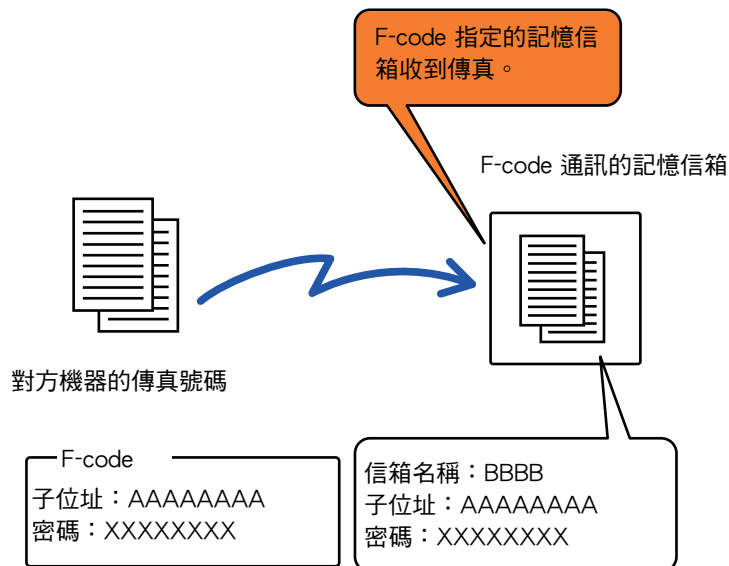 F-code 指定的記憶信
箱收到傳真。
F-code 通訊的記憶信箱
對方機器的傳真號碼
F-code
子位址：AAAAAAAA
密碼：XXXXXXXX
信箱名稱：BBBB
子位址：AAAAAAAA
密碼：XXXXXXXX